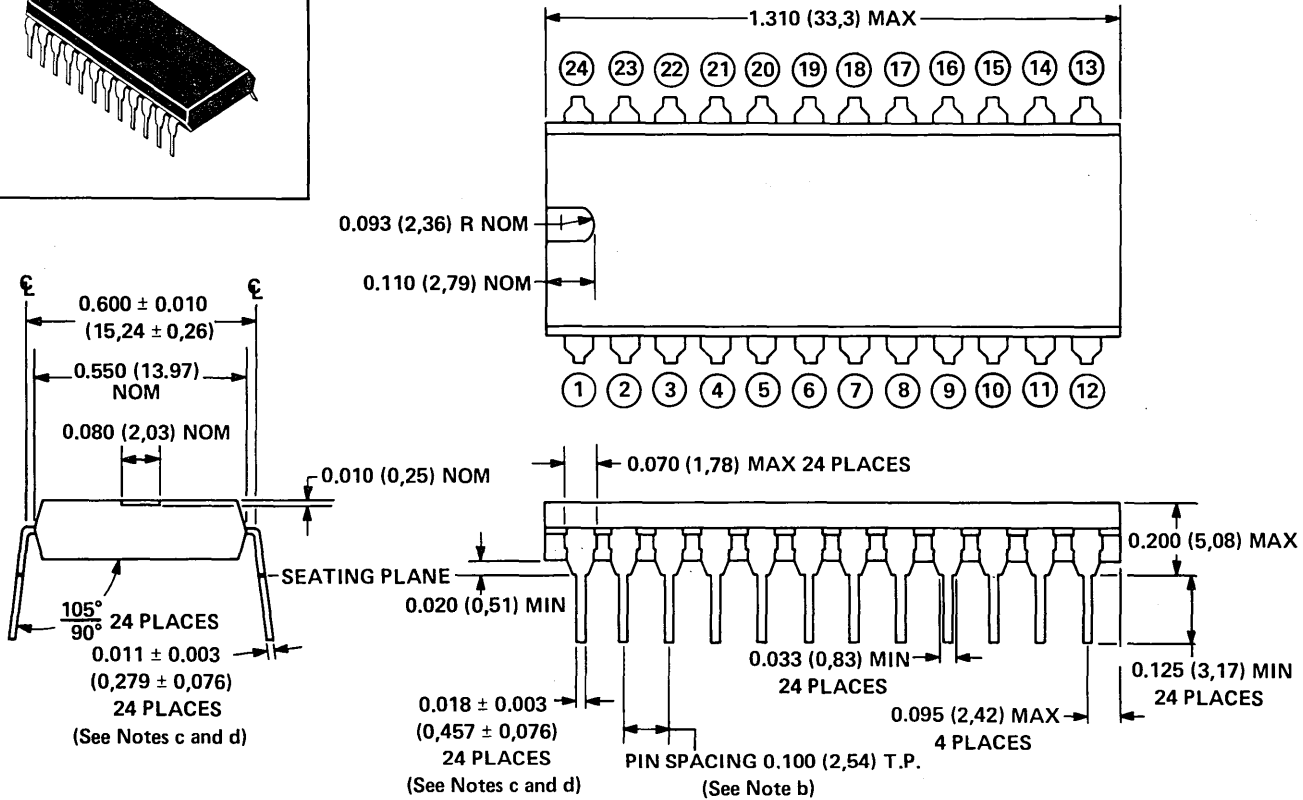 1.310 (33,3) MAX
24 23 22 21 20 19 18 17 16 15 14 13
0.093 (2,36) R NOM
0.110 (2,79) NOM
1 2 3 4 5 6 7 8 9 10 11 12
℄ ℄
0.600 ± 0.010
(15,24 ± 0,26)
0.550 (13.97)
NOM
0.080 (2,03) NOM
0.010 (0,25) NOM
SEATING PLANE
105°
90°
24 PLACES
0.011 ± 0.003
(0,279 ± 0,076)
24 PLACES
(See Notes c and d)
0.070 (1,78) MAX 24 PLACES
0.200 (5,08) MAX
0.020 (0,51) MIN
0.033 (0,83) MIN
24 PLACES
0.125 (3,17) MIN
24 PLACES
0.018 ± 0.003
(0,457 ± 0,076)
24 PLACES
(See Notes c and d)
0.095 (2,42) MAX
4 PLACES
PIN SPACING 0.100 (2,54) T.P.
(See Note b)